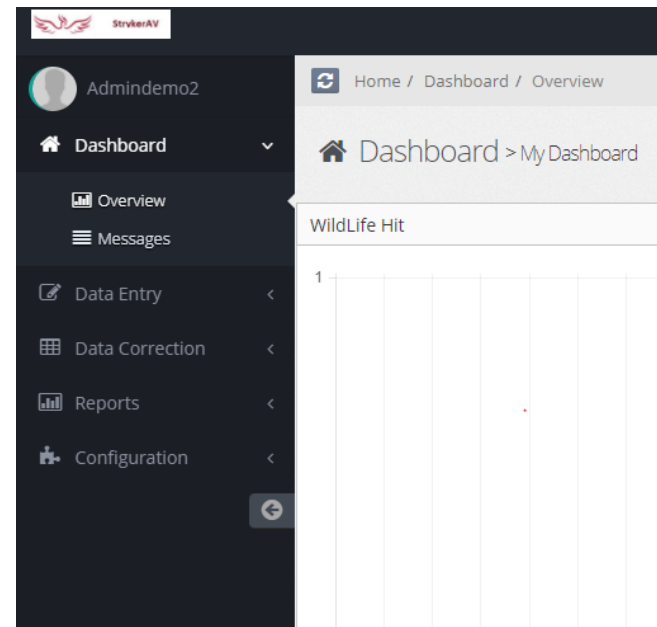 StrykerAV
Admindemo2
Home / Dashboard / Overview
Dashboard
Dashboard > My Dashboard
Overview
Messages
WildLife Hit
1
Data Entry
Data Correction
Reports
Configuration